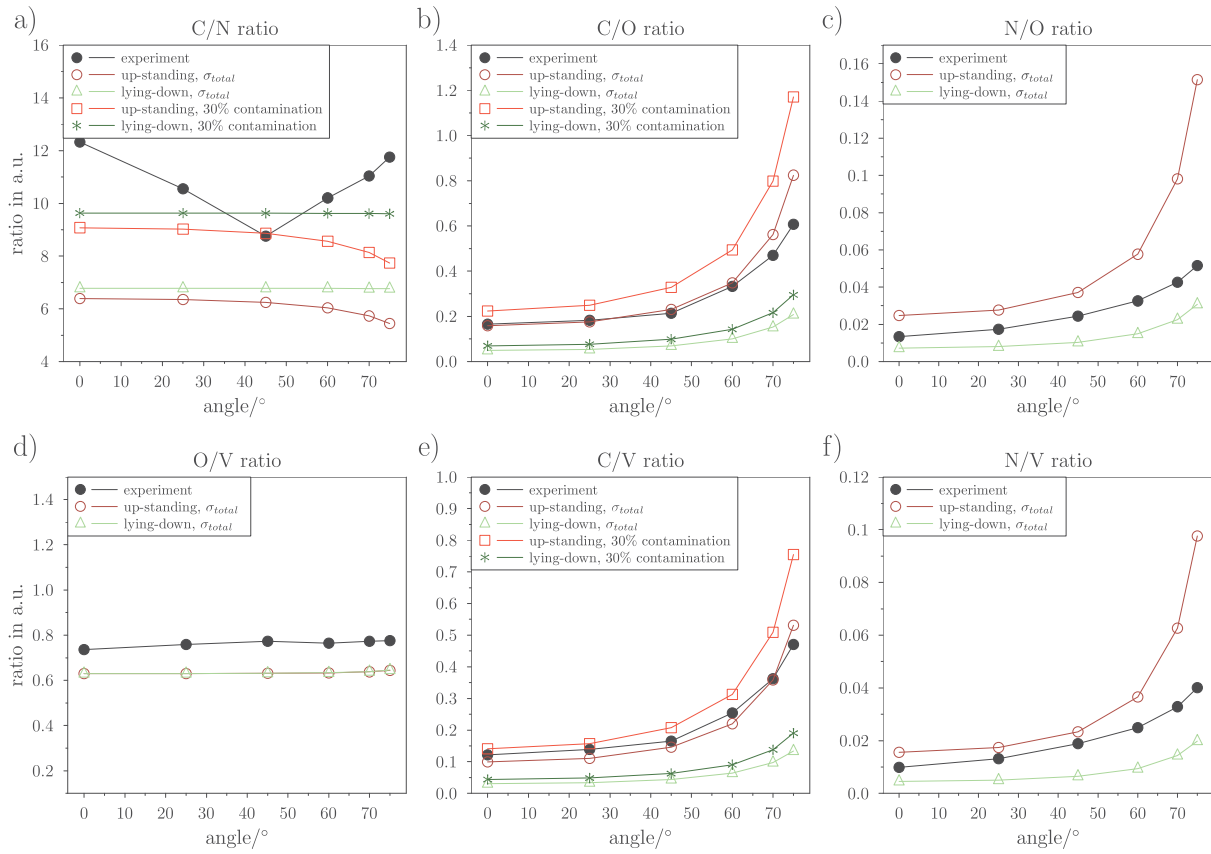 a)
C/N ratio
16
14
12
10
8
6
4
ratio in a.u.
experiment
up-standing, σtotal
lying-down, σtotal
up-standing, 30% contamination
lying-down, 30% contamination
0 10 20 30 40 50 60 70
angle/°
b)
C/O ratio
1.4
1.2
1.0
0.8
0.6
0.4
0.2
0.0
experiment
up-standing, σtotal
lying-down, σtotal
up-standing, 30% contamination
lying-down, 30% contamination
0 10 20 30 40 50 60 70
angle/°
c)
N/O ratio
0.16
0.14
0.12
0.1
0.08
0.06
0.04
0.02
0.0
experiment
up-standing, σtotal
lying-down, σtotal
0 10 20 30 40 50 60 70
angle/°
d)
O/V ratio
1.4
1.2
1.0
0.8
0.6
0.4
0.2
ratio in a.u.
experiment
up-standing, σtotal
lying-down, σtotal
0 10 20 30 40 50 60 70
angle/°
e)
C/V ratio
1.0
0.9
0.8
0.7
0.6
0.5
0.4
0.3
0.2
0.1
0.0
experiment
up-standing, σtotal
lying-down, σtotal
up-standing, 30% contamination
lying-down, 30% contamination
0 10 20 30 40 50 60 70
angle/°
f)
N/V ratio
0.12
0.1
0.08
0.06
0.04
0.02
0.0
experiment
up-standing, σtotal
lying-down, σtotal
0 10 20 30 40 50 60 70
angle/°